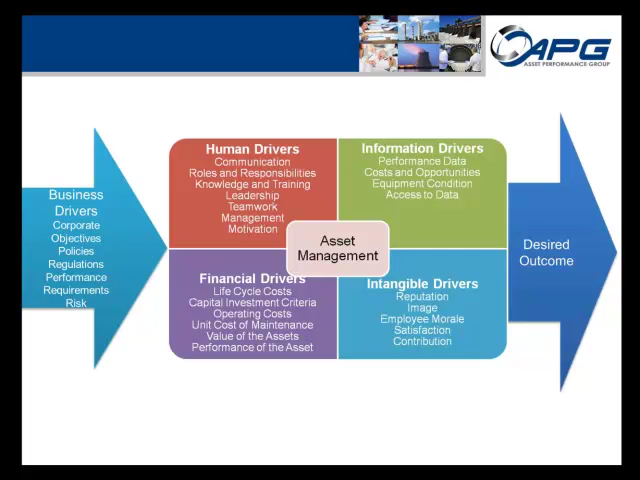 APG
ASSET PERFORMANCE GROUP
Business
Drivers
Corporate
Objectives
Policies
Regulations
Performance
Requirements
Risk
Human Drivers
Communication
Roles and Responsibilities
Knowledge and Training
Leadership
Teamwork
Management
Motivation
Information Drivers
Performance Data
Costs and Opportunities
Equipment Condition
Access to Data
Asset
Management
Financial Drivers
Life Cycle Costs
Capital Investment Criteria
Operating Costs
Unit Cost of Maintenance
Value of the Assets
Performance of the Asset
Intangible Drivers
Reputation
Image
Employee Morale
Satisfaction
Contribution
Desired
Outcome